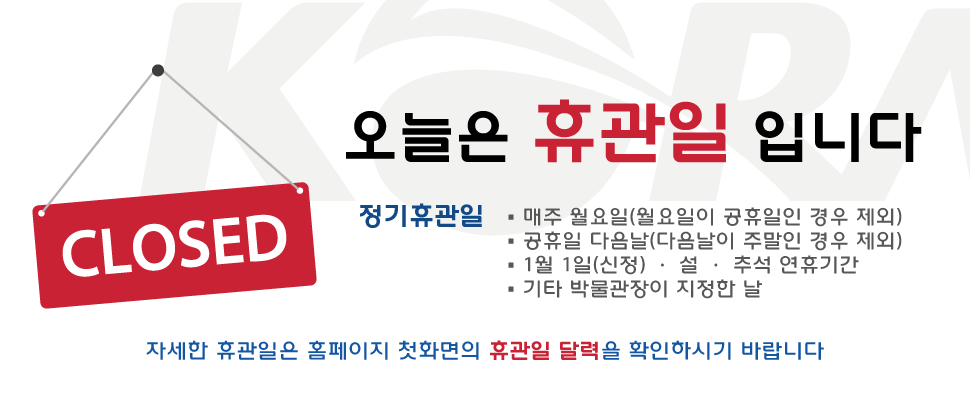 KORA
CLOSED
오늘은 휴관일 입니다
정기휴관일
▪ 매주 월요일(월요일이 공휴일인 경우 제외)
▪ 공휴일 다음날(다음날이 주말인 경우 제외)
▪ 1월 1일(신정) · 설 · 추석 연휴기간
▪ 기타 박물관장이 지정한 날
자세한 휴관일은 홈페이지 첫화면의 휴관일 달력을 확인하시기 바랍니다